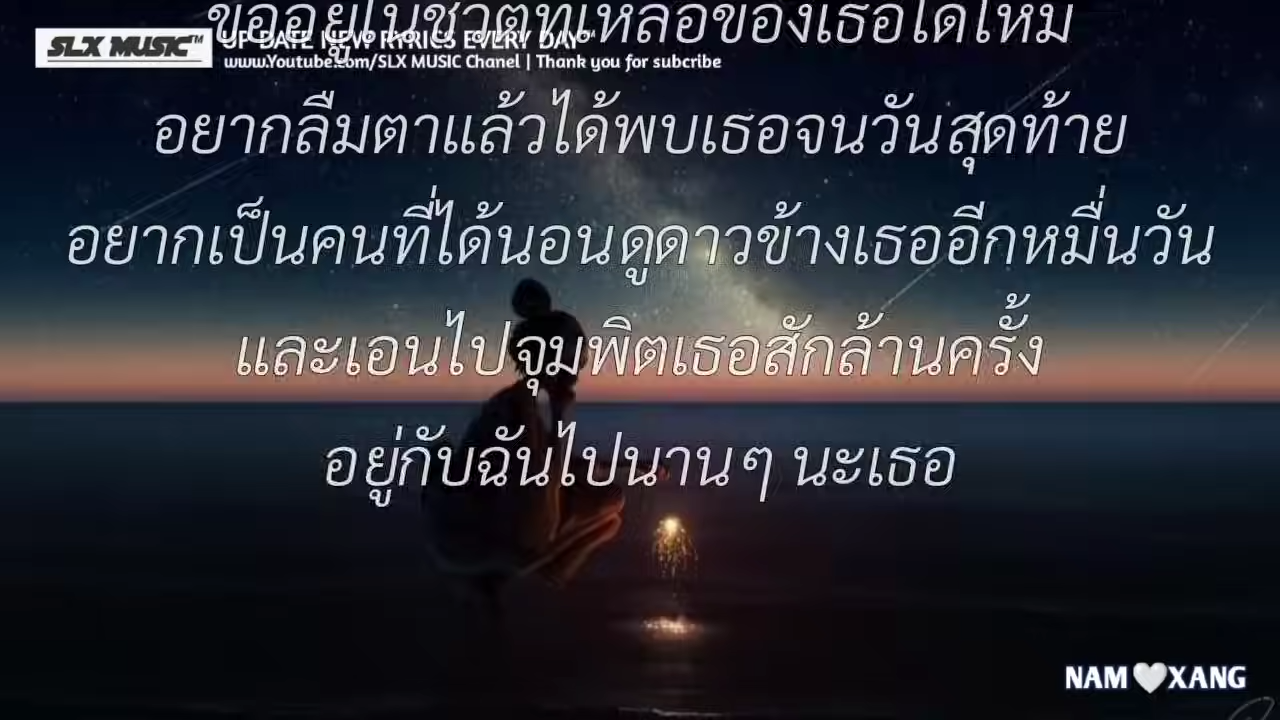 ขออยู่ในชีวิตที่เหลือของเธอได้ไหม
SLX MUSIC™
UP DATE NEW RYRICS EVERY DAY™
www.Youtube.com/SLX MUSIC Chanel | Thank you for subcribe
อยากลืมตาแล้วได้พบเธอจนวันสุดท้าย
อยากเป็นคนที่ได้นอนดูดาวข้างเธออีกหมื่นวัน
และเอนไปจุมพิตเธอสักล้านครั้ง
อยู่กับฉันไปนานๆ นะเธอ
NAM🤍XANG